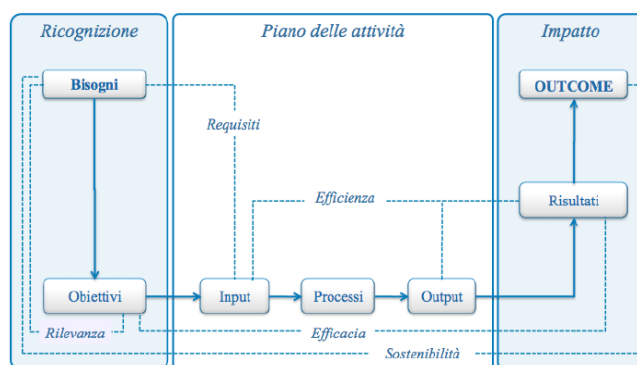 Ricognizione
Piano delle attività
Impatto
Bisogni
OUTCOME
Requisiti
Efficienza
Risultati
Obiettivi
Input
Processi
Output
Rilevanza
Efficacia
Sostenibilità